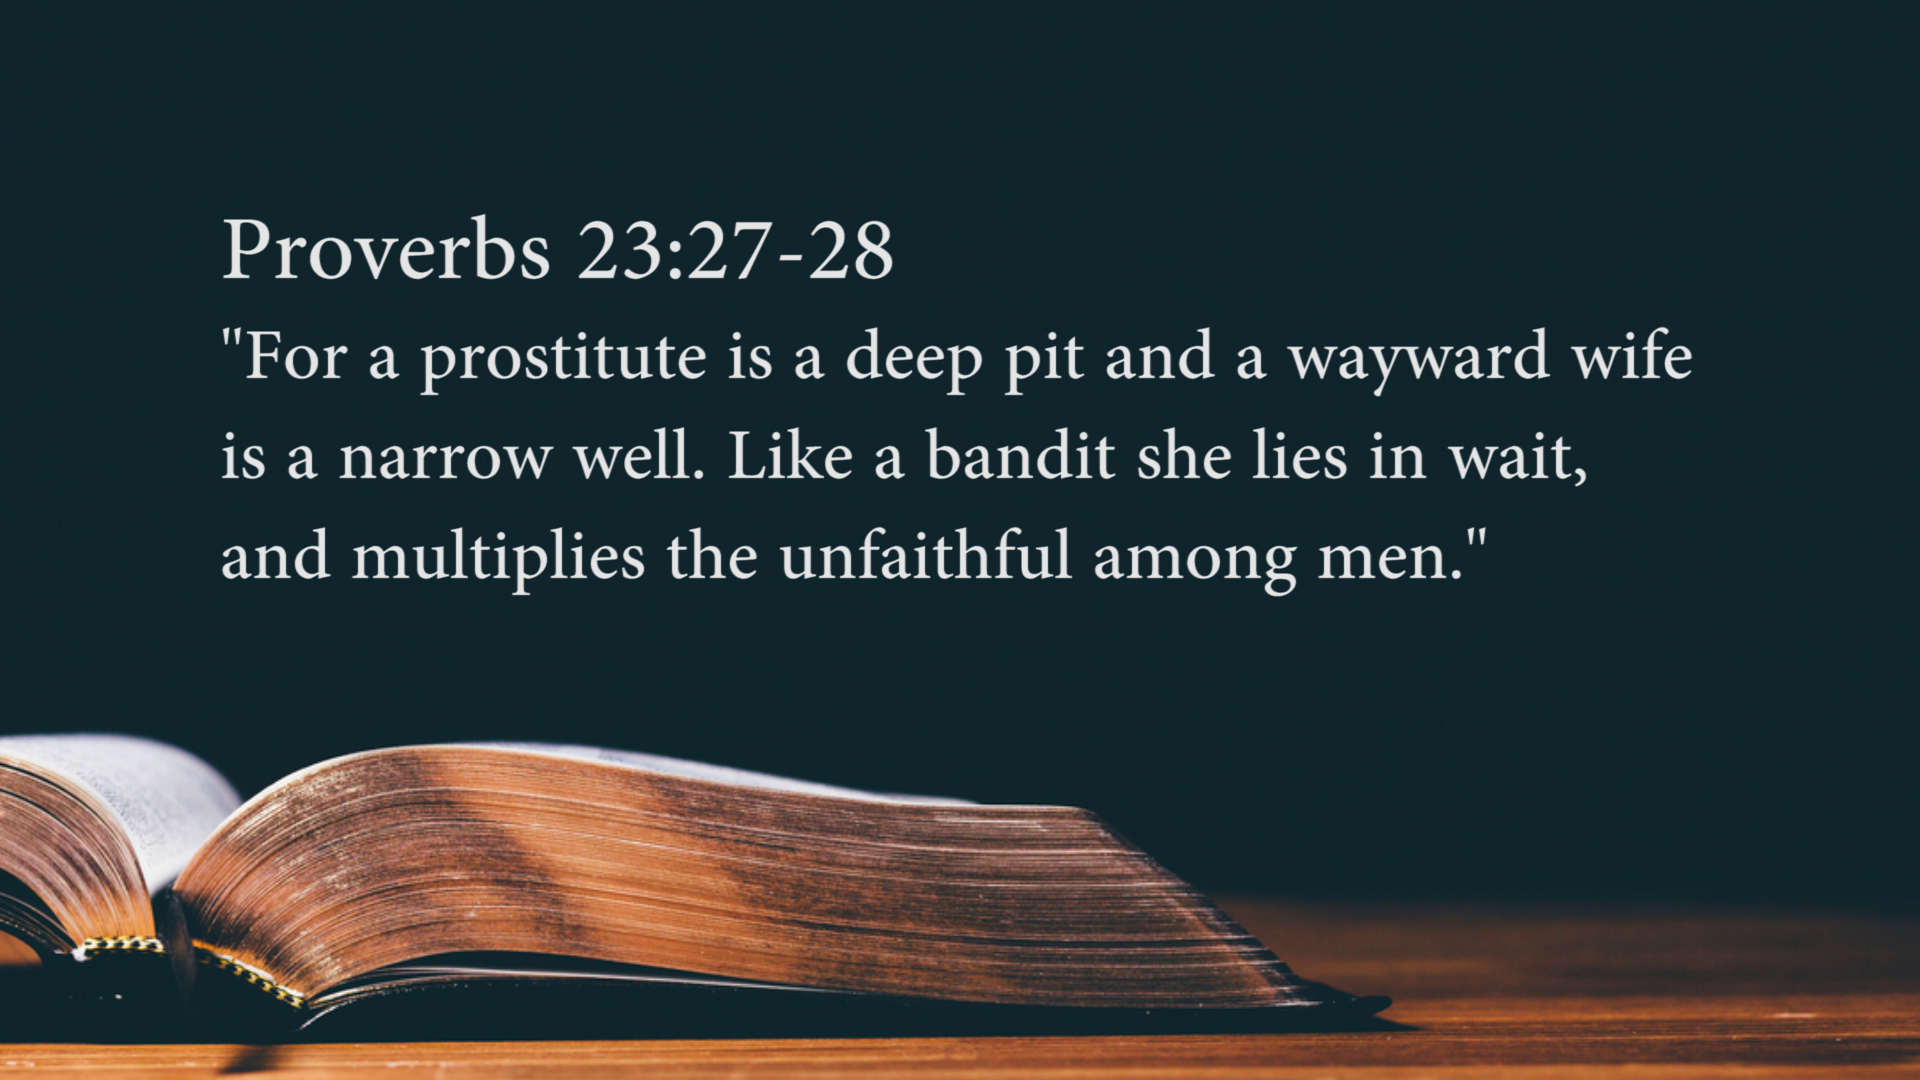 Proverbs 23:27-28
"For a prostitute is a deep pit and a wayward wife
is a narrow well. Like a bandit she lies in wait,
and multiplies the unfaithful among men."